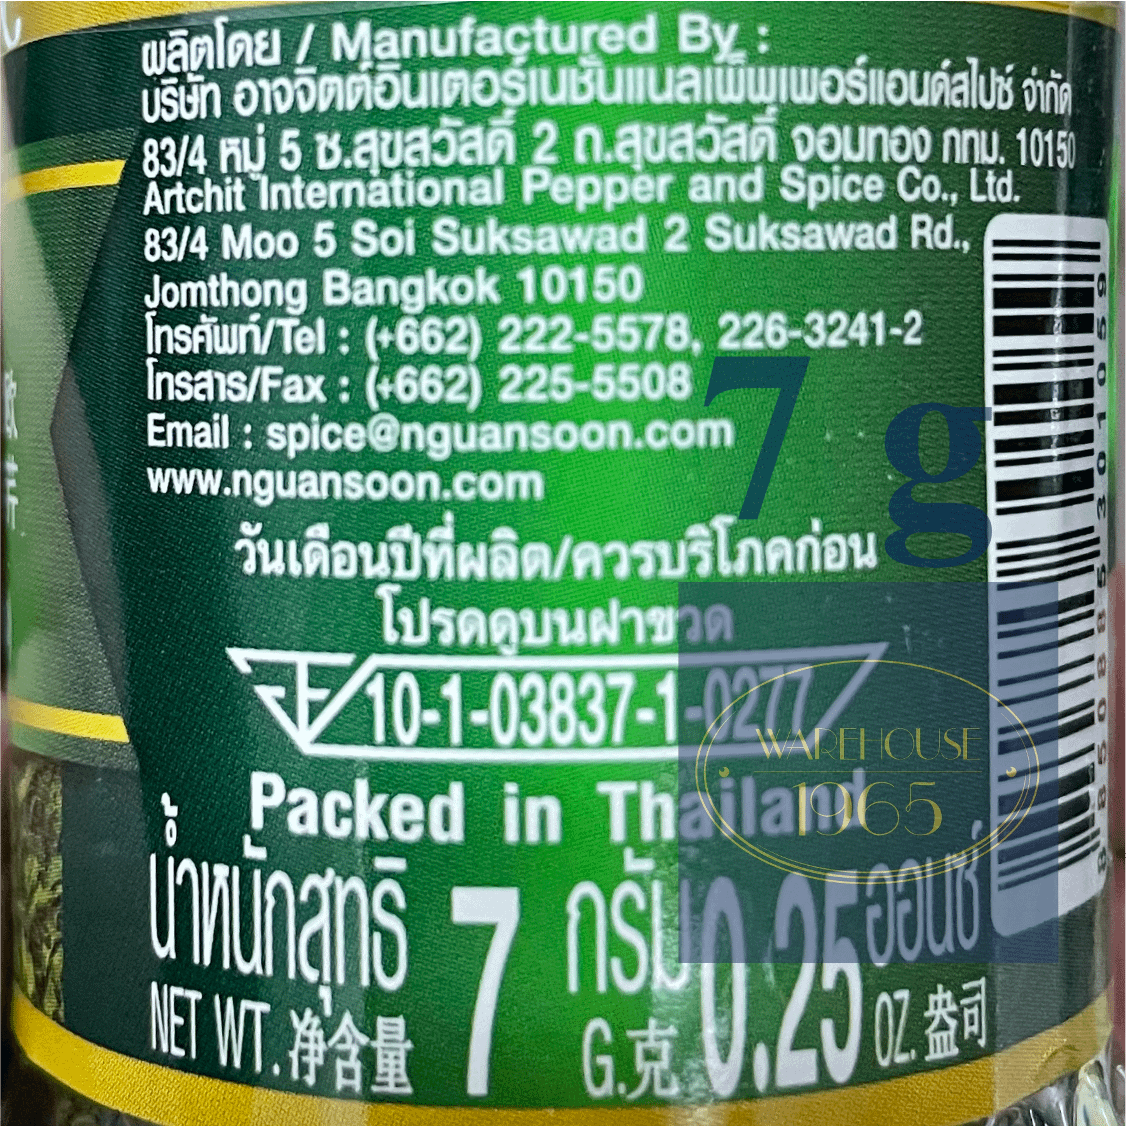 ผลิตโดย / Manufactured By :
บริษัท อาจจิตต์อินเตอร์เนชั่นแนลเพ็พเพอร์แอนด์สไปซ์ จำกัด
83/4 หมู่ 5 ซ.สุขสวัสดิ์ 2 ถ.สุขสวัสดิ์ จอมทอง กทม. 10150
Artchit International Pepper and Spice Co., Ltd.
83/4 Moo 5 Soi Suksawad 2 Suksawad Rd.,
Jomthong Bangkok 10150
โทรศัพท์/Tel : (+662) 222-5578, 226-3241-2
โทรสาร/Fax : (+662) 225-5508
Email : spice@nguansoon.com
www.nguansoon.com
7 g
วันเดือนปีที่ผลิต/ควรบริโภคก่อน
โปรดดูบนฝาขวด
10-1-03837-1-0277
WAREHOUSE
1965
Packed in Thailand
น้ำหนักสุทธิ 7 กรัม 0.25 ออนซ์
NET WT. 净含量 G. 克 OZ. 盎司
8 850885 301059